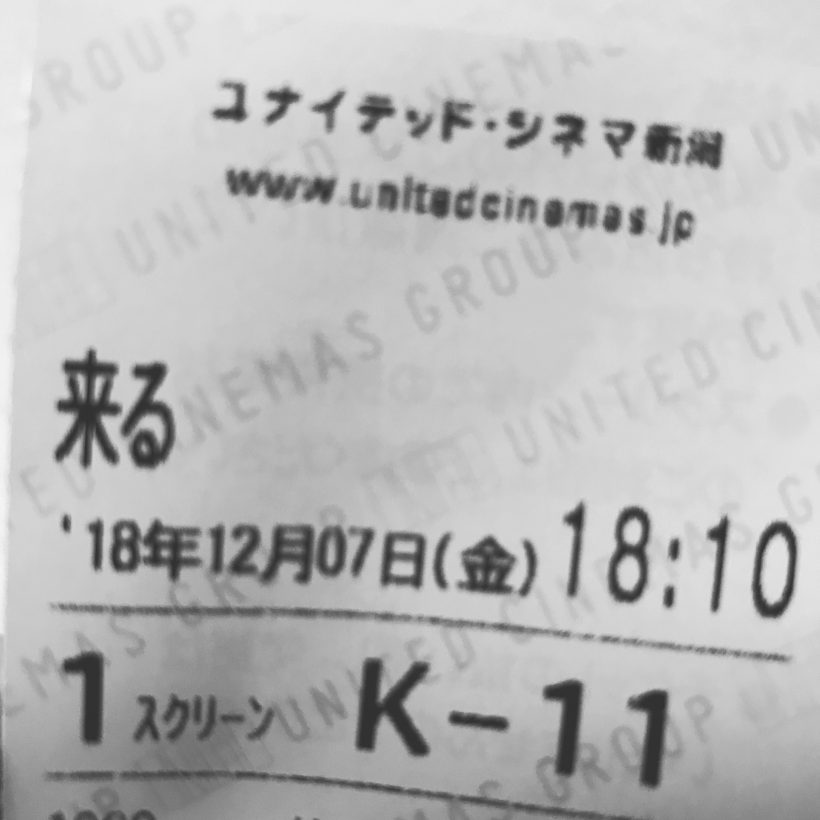 ユナイテッド・シネマ新潟
www.unitedcinemas.jp
来る
'18年12月07日(金) 18:10
1スクリーン K-11